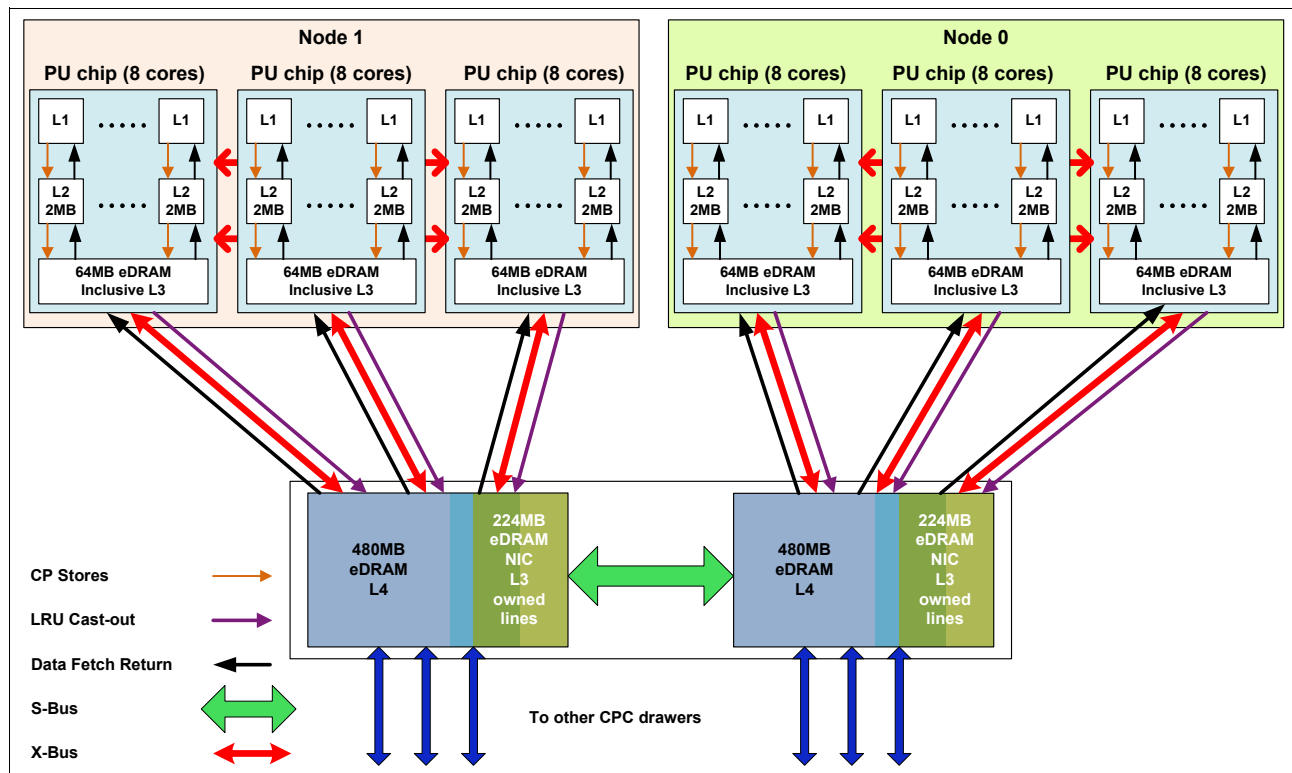 Node 1
Node 0
PU chip (8 cores) PU chip (8 cores) PU chip (8 cores)
PU chip (8 cores) PU chip (8 cores) PU chip (8 cores)
L1 ..... L1 L1 ..... L1 L1 ..... L1
L1 ..... L1 L1 ..... L1 L1 ..... L1
L2 ..... L2 L2 ..... L2 L2 ..... L2
2MB 2MB 2MB 2MB 2MB 2MB
L2 ..... L2 L2 ..... L2 L2 ..... L2
2MB 2MB 2MB 2MB 2MB 2MB
64MB eDRAM 64MB eDRAM 64MB eDRAM
Inclusive L3 Inclusive L3 Inclusive L3
64MB eDRAM 64MB eDRAM 64MB eDRAM
Inclusive L3 Inclusive L3 Inclusive L3
480MB
eDRAM
L4
224MB
eDRAM
NIC
L3
owned
lines
480MB
eDRAM
L4
224MB
eDRAM
NIC
L3
owned
lines
CP Stores
LRU Cast-out
Data Fetch Return
S-Bus
X-Bus
To other CPC drawers